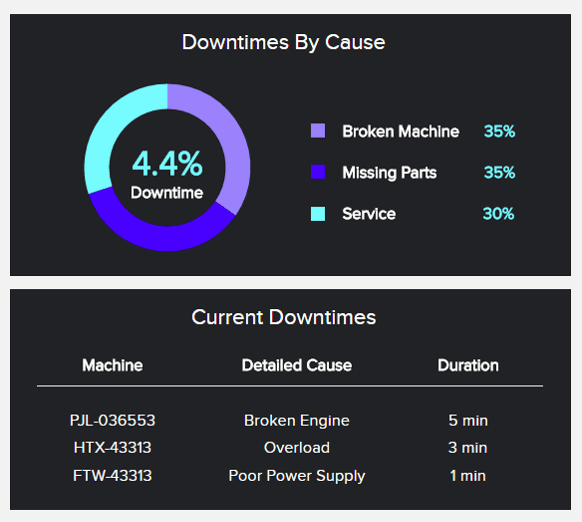 Downtimes By Cause
4.4%
Downtime
Broken Machine 35%
Missing Parts 35%
Service 30%
Current Downtimes
Machine Detailed Cause Duration
PJL-036553 Broken Engine 5 min
HTX-43313 Overload 3 min
FTW-43313 Poor Power Supply 1 min